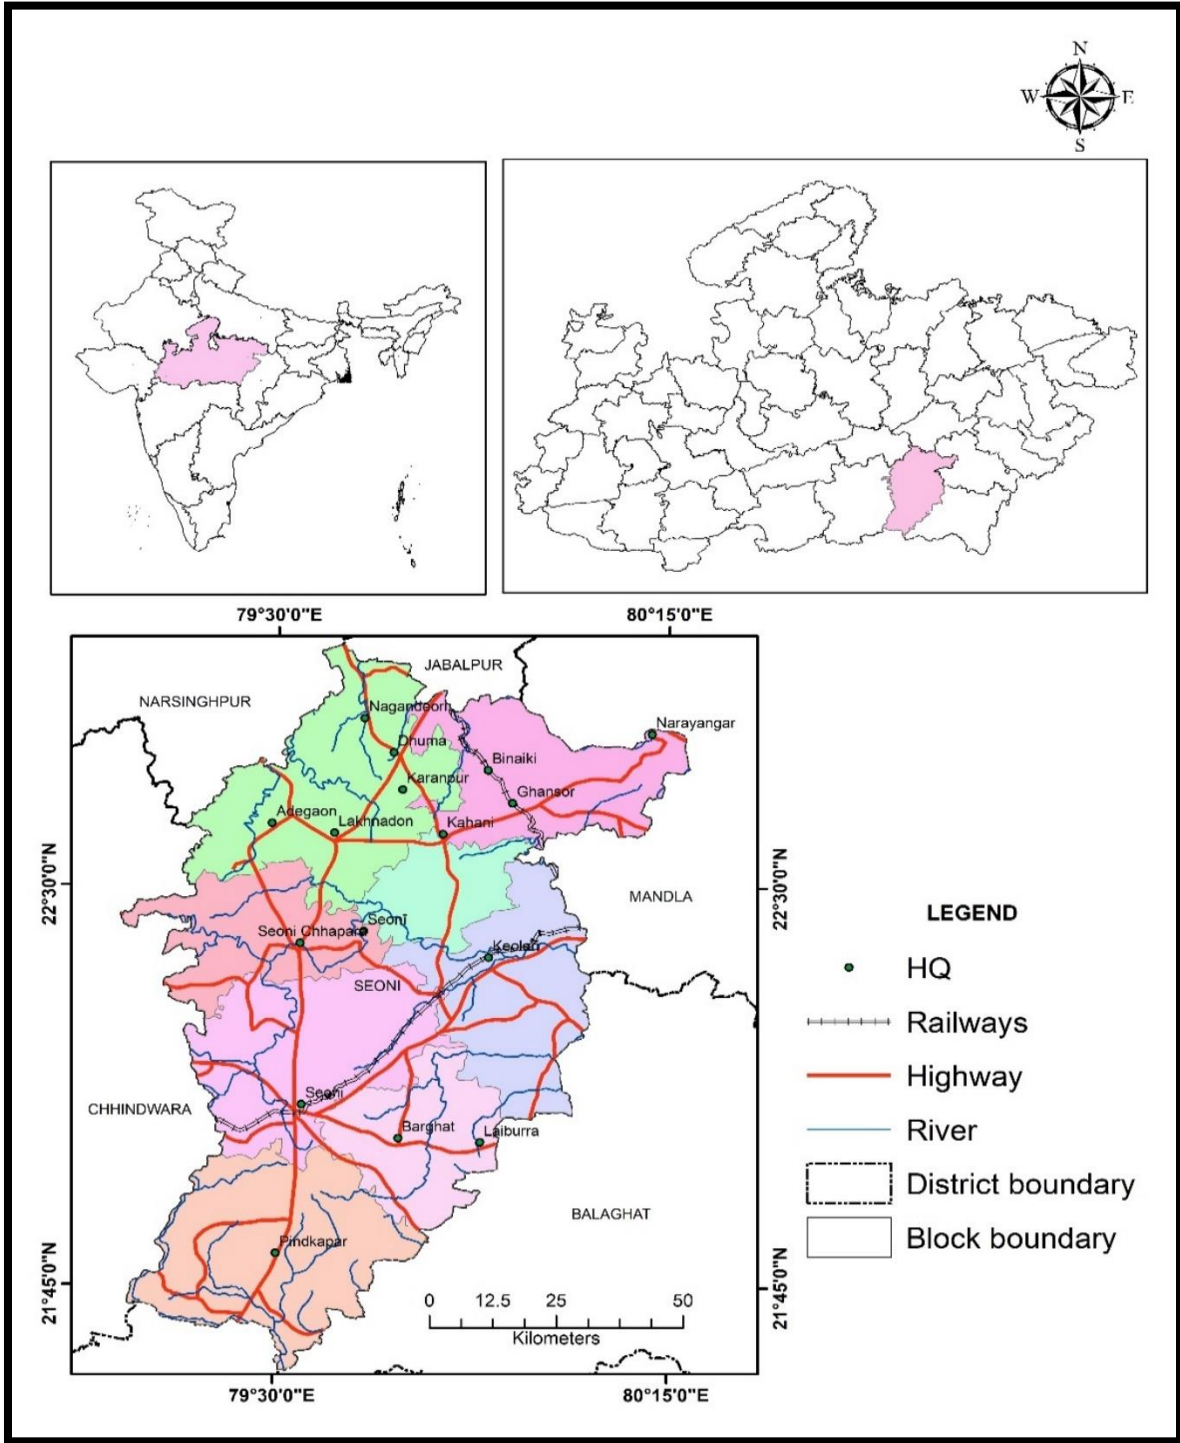 N
W E
S
79°30'0"E 80°15'0"E
JABALPUR
NARSINGHPUR
Nagandeorh
Narayangar
Dhuma
Binaiki
Karanpur
Ghansor
Adegaon
Lakhnadon
Kahani
22°30'0"N
22°30'0"N
MANDLA
LEGEND
Seoni
Seoni Chhapara
Keolari
HQ
SEONI
Railways
Highway
Seoni
CHHINDWARA
Barghat
Laiburra
River
District boundary
BALAGHAT
Block boundary
Pindkapar
21°45'0"N
21°45'0"N
0 12.5 25 50
Kilometers
79°30'0"E 80°15'0"E